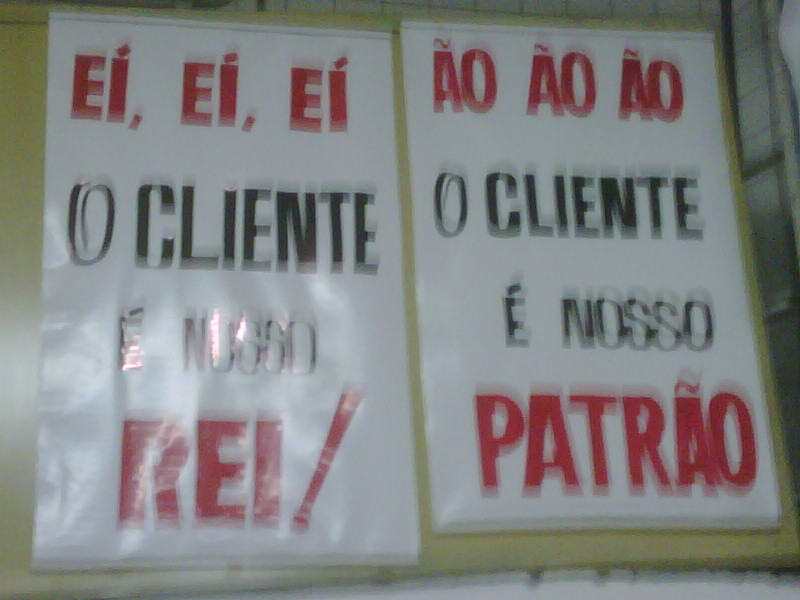 EÍ, EÍ, EÍ
O CLIENTE
É NOSSO
REI!
ÃO ÃO ÃO
O CLIENTE
É NOSSO
PATRÃO